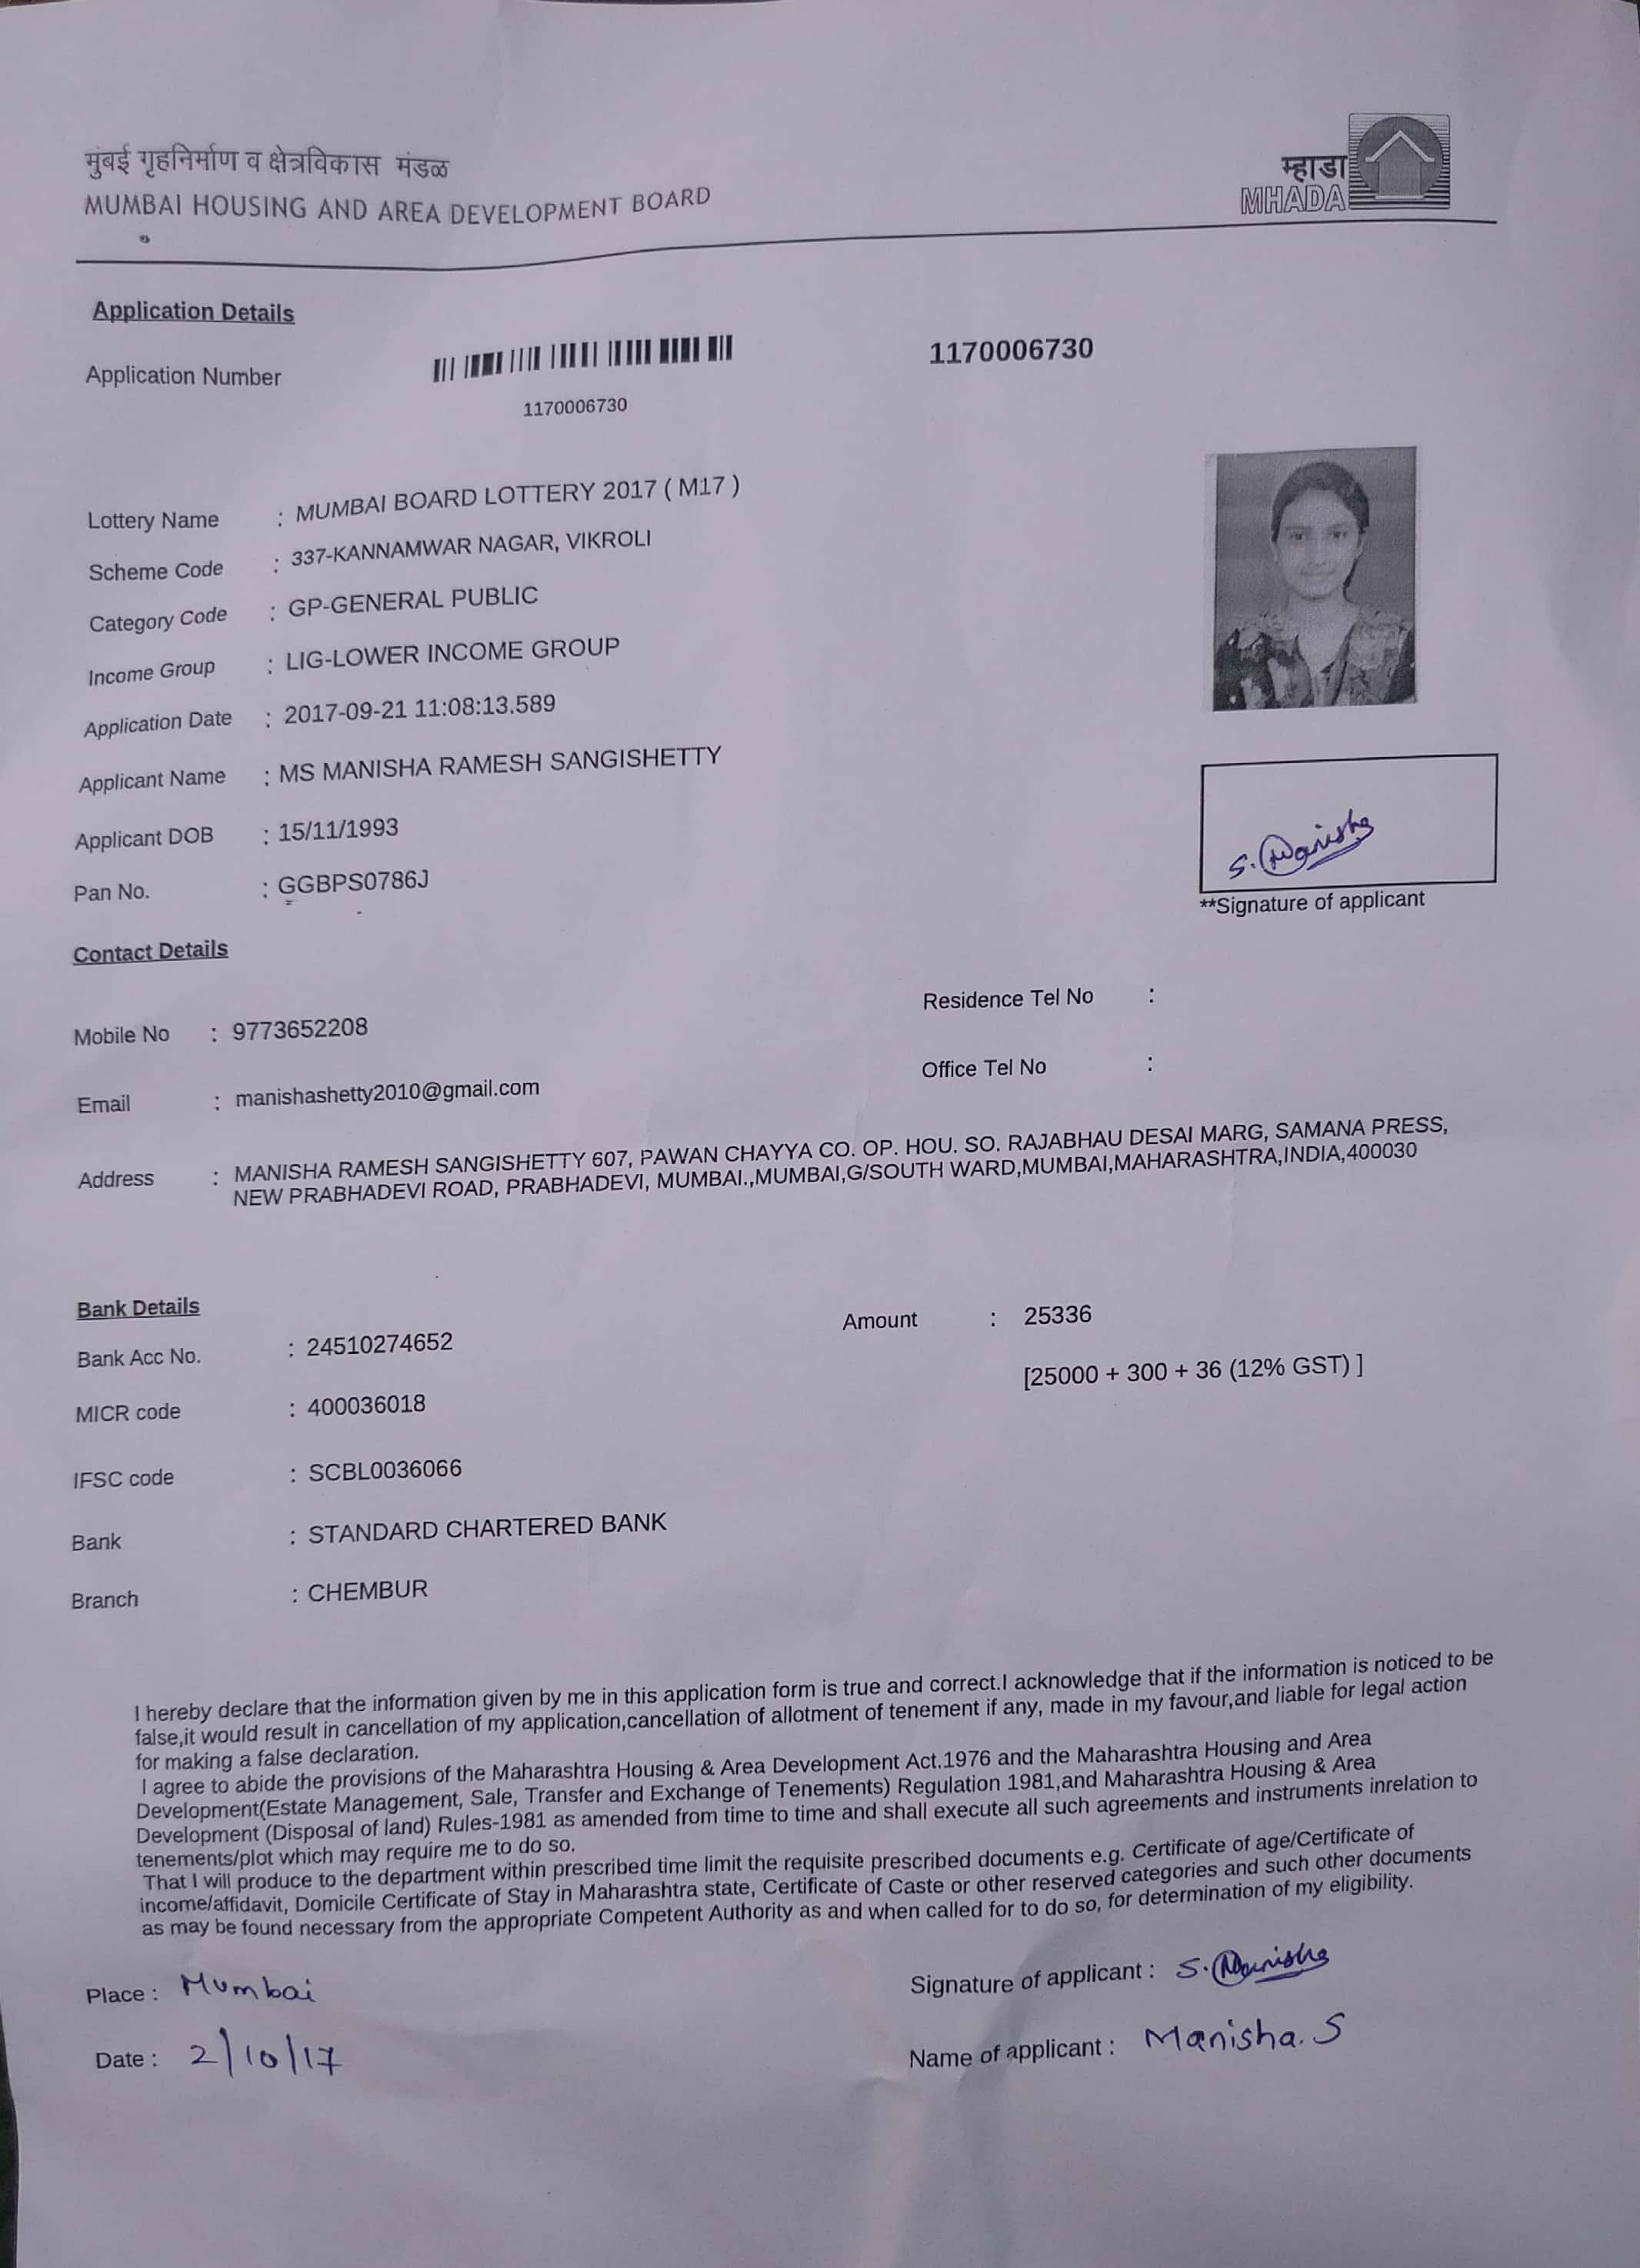 मुंबई गृहनिर्माण व क्षेत्रविकास मंडळ
MUMBAI HOUSING AND AREA DEVELOPMENT BOARD
म्हाडा
MHADA
Application Details
Application Number 1170006730
1170006730
Lottery Name : MUMBAI BOARD LOTTERY 2017 ( M17 )
Scheme Code : 337-KANNAMWAR NAGAR, VIKROLI
Category Code : GP-GENERAL PUBLIC
Income Group : LIG-LOWER INCOME GROUP
Application Date : 2017-09-21 11:08:13.589
Applicant Name : MS MANISHA RAMESH SANGISHETTY
Applicant DOB : 15/11/1993
Pan No. : GGBPS0786J
S. Manisha
**Signature of applicant
Contact Details
Mobile No : 9773652208
Residence Tel No :
Email : manishashetty2010@gmail.com
Office Tel No :
Address : MANISHA RAMESH SANGISHETTY 607, PAWAN CHAYYA CO. OP. HOU. SO. RAJABHAU DESAI MARG, SAMANA PRESS,
NEW PRABHADEVI ROAD, PRABHADEVI, MUMBAI.,MUMBAI,G/SOUTH WARD,MUMBAI,MAHARASHTRA,INDIA,400030
Bank Details
Bank Acc No. : 24510274652
Amount : 25336
[25000 + 300 + 36 (12% GST) ]
MICR code : 400036018
IFSC code : SCBL0036066
Bank : STANDARD CHARTERED BANK
Branch : CHEMBUR
I hereby declare that the information given by me in this application form is true and correct.I acknowledge that if the information is noticed to be
false,it would result in cancellation of my application,cancellation of allotment of tenement if any, made in my favour,and liable for legal action
for making a false declaration.
I agree to abide the provisions of the Maharashtra Housing & Area Development Act.1976 and the Maharashtra Housing and Area
Development(Estate Management, Sale, Transfer and Exchange of Tenements) Regulation 1981,and Maharashtra Housing & Area
Development (Disposal of land) Rules-1981 as amended from time to time and shall execute all such agreements and instruments inrelation to
tenements/plot which may require me to do so.
That I will produce to the department within prescribed time limit the requisite prescribed documents e.g. Certificate of age/Certificate of
income/affidavit, Domicile Certificate of Stay in Maharashtra state, Certificate of Caste or other reserved categories and such other documents
as may be found necessary from the appropriate Competent Authority as and when called for to do so, for determination of my eligibility.
Place : Mumbai
Signature of applicant : S. Manisha
Date : 2/10/17
Name of applicant : Manisha. S